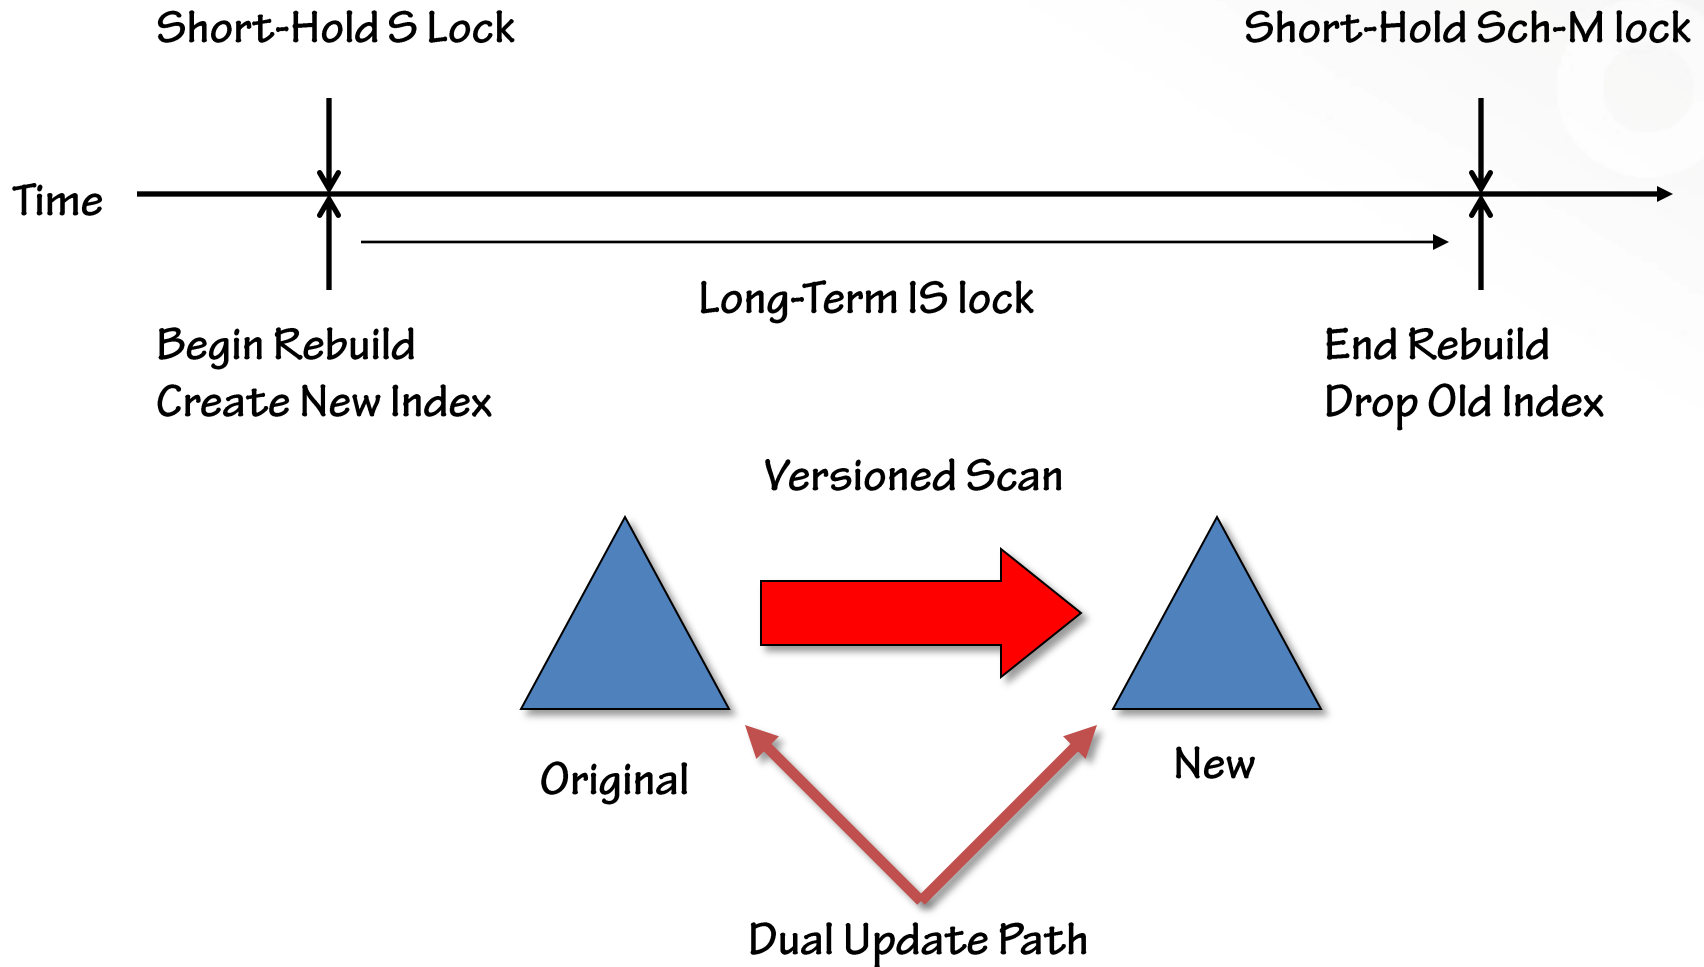 Short-Hold S Lock
Short-Hold Sch-M lock
Time
Long-Term IS lock
Begin Rebuild
Create New Index
End Rebuild
Drop Old Index
Versioned Scan
Original
New
Dual Update Path